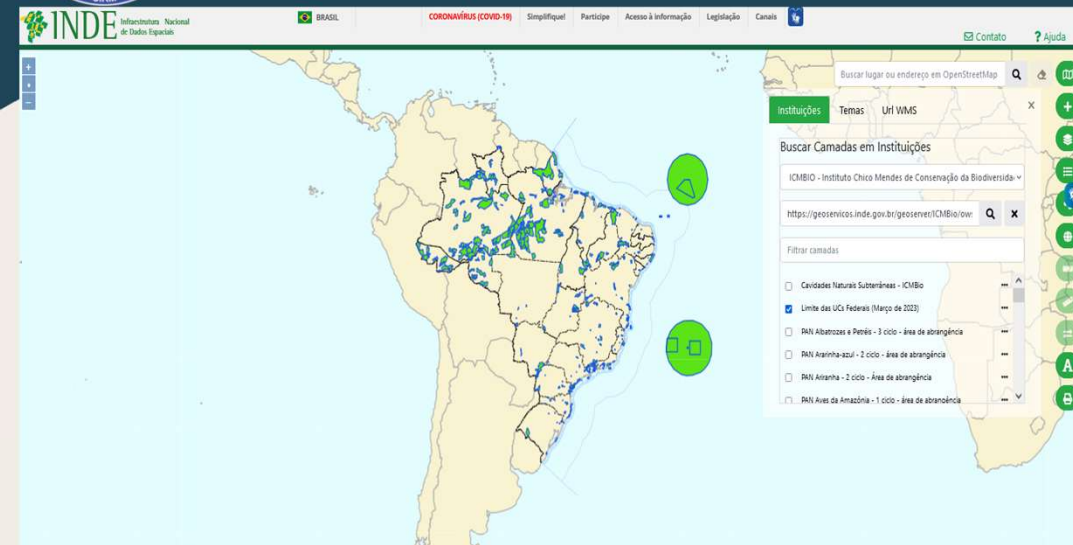 INDE Infraestrutura Nacional
de Dados Espaciais
BRASIL
CORONAVÍRUS (COVID-19) Simplifique! Participe Acesso à informação Legislação Canais
Contato ? Ajuda
+
-
Buscar lugar ou endereço em OpenStreetMap
Instituições Temas Url WMS x
Buscar Camadas em Instituições
ICMBIO - Instituto Chico Mendes de Conservação da Biodiversida
https://geoservicos.inde.gov.br/geoserver/ICMBio/ow
Filtrar camadas
Cavidades Naturais Subterrâneas - ICMBio
Limite das UCs Federais (Março de 2023)
PAN Albatrozes e Petréis - 3 ciclo - área de abrangência
PAN Ararinha-azul - 2 ciclo - área de abrangência
PAN Ariranha - 2 ciclo - Área de abrangência
PAN Aves da Amazônia - 1 ciclo - área de abrangência
A